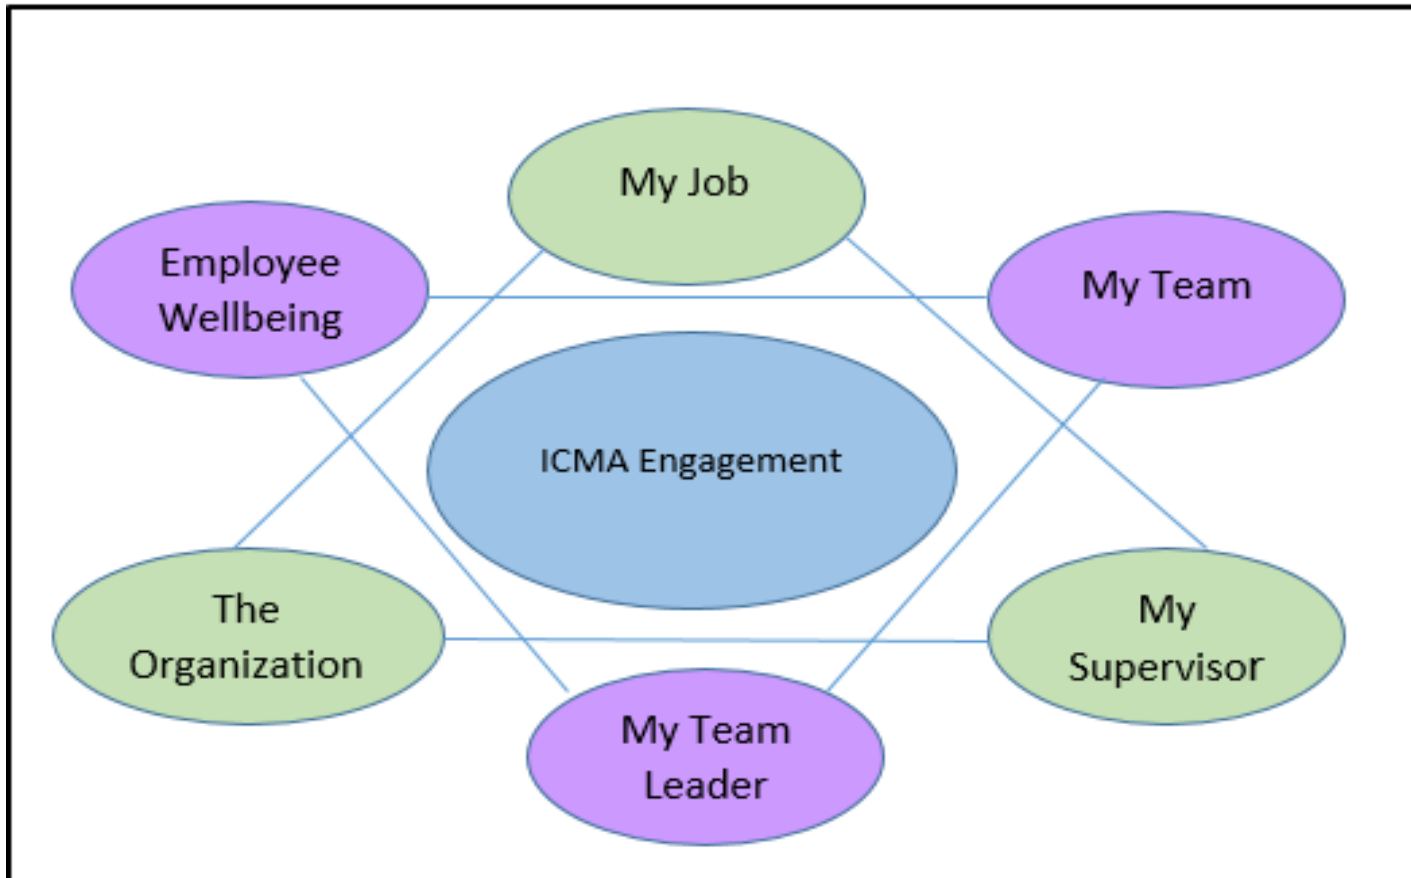 My Job
Employee
Wellbeing
My Team
ICMA Engagement
The
Organization
My
Supervisor
My Team
Leader